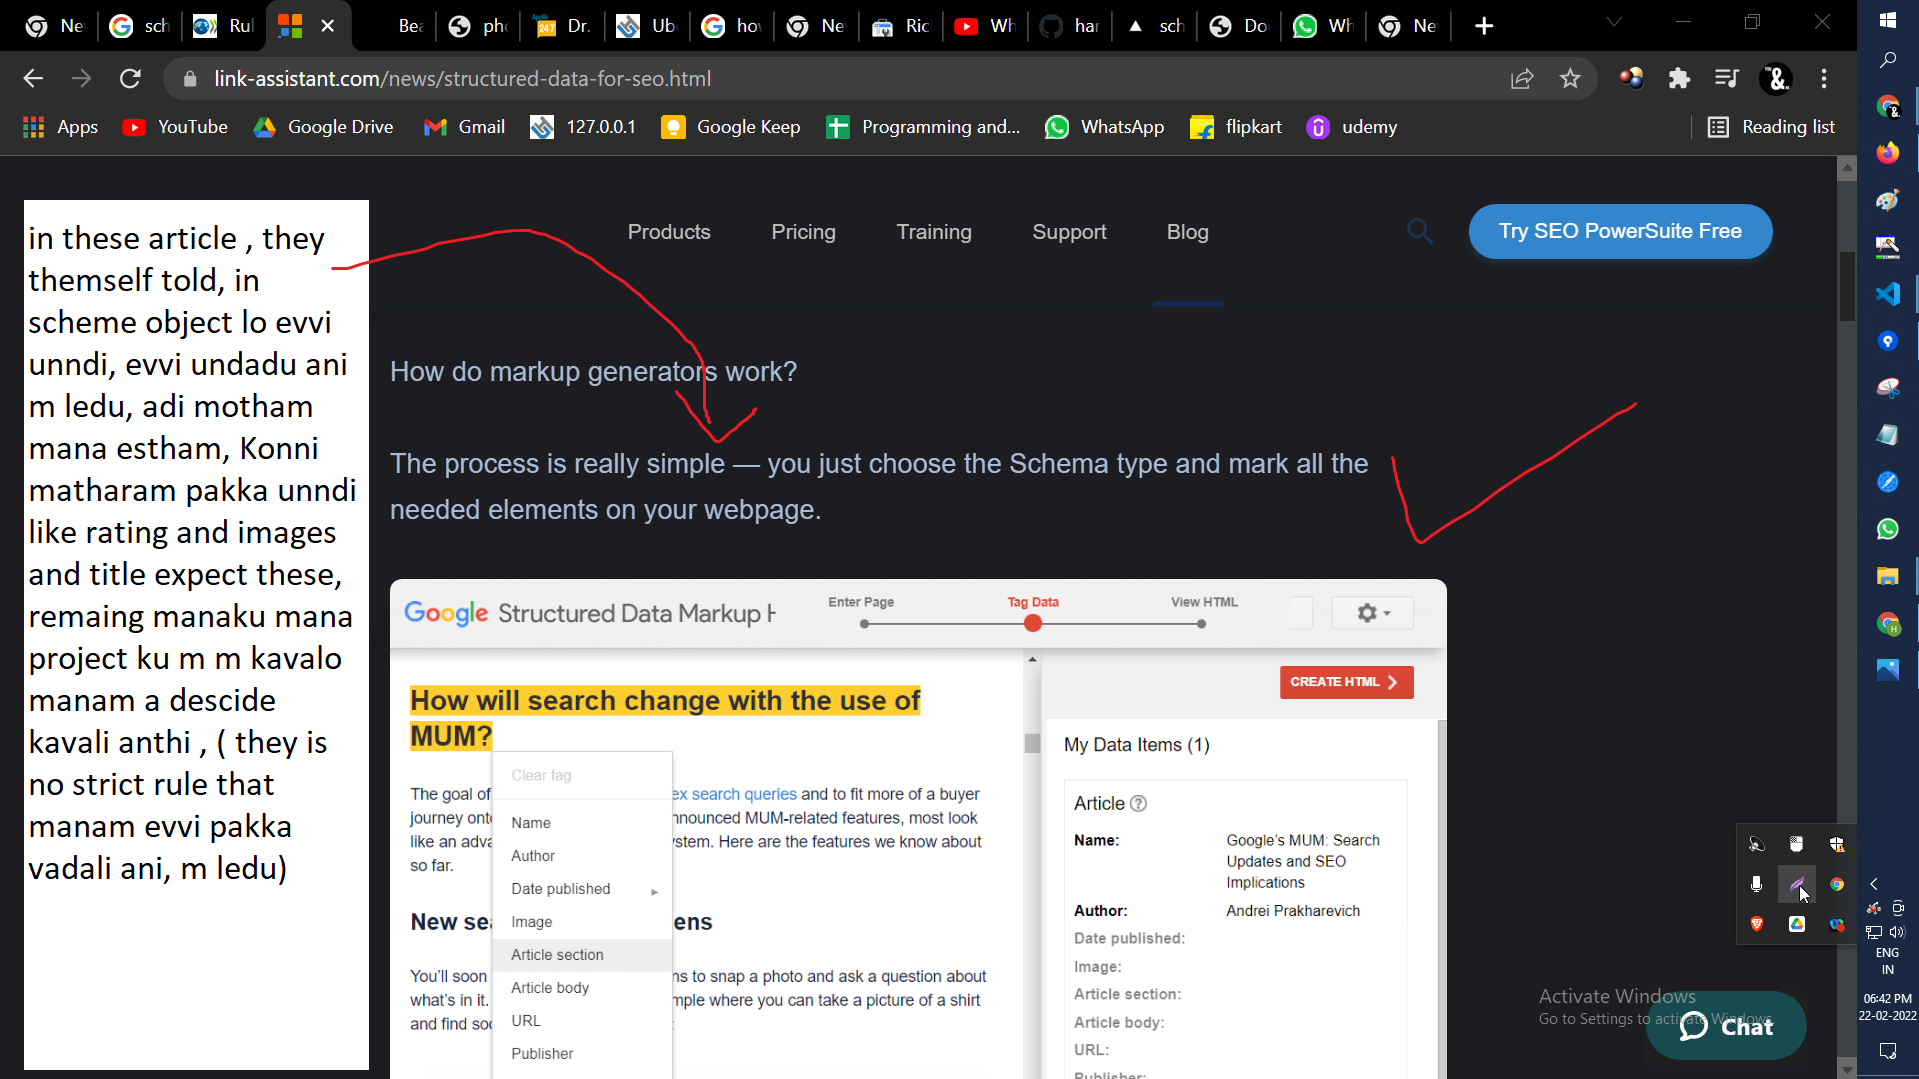 Ne
sch
Rul
Bea
pho
Dr.
Ub
hov
Ne
Ric
Wh
har
sch
Do
Wh
Ne
link-assistant.com/news/structured-data-for-seo.html
Apps
YouTube
Google Drive
Gmail
127.0.0.1
Google Keep
Programming and...
WhatsApp
flipkart
udemy
Reading list
in these article , they
themself told, in
scheme object lo evvi
unndi, evvi undadu ani
m ledu, adi motham
mana estham, Konni
matharam pakka unndi
like rating and images
and title expect these,
remaing manaku mana
project ku m m kavalo
manam a descide
kavali anthi , ( they is
no strict rule that
manam evvi pakka
vadali ani, m ledu)
Products
Pricing
Training
Support
Blog
Try SEO PowerSuite Free
How do markup generators work?
The process is really simple — you just choose the Schema type and mark all the
needed elements on your webpage.
Google Structured Data Markup H
Enter Page
Tag Data
View HTML
CREATE HTML
How will search change with the use of
MUM?
The goal of
ex search queries and to fit more of a buyer
journey onto
nnounced MUM-related features, most look
like an adva
stem. Here are the features we know about
so far.
New sea
ens
You'll soon
ns to snap a photo and ask a question about
what's in it.
mple where you can take a picture of a shirt
and find soc
Clear tag
Name
Author
Date published
Image
Article section
Article body
URL
Publisher
My Data Items (1)
Article
Name:
Google's MUM: Search
Updates and SEO
Implications
Author:
Andrei Prakharevich
Date published:
Image:
Article section:
Article body:
URL:
Publisher:
Activate Windows
Go to Settings to activate Windows.
Chat
ENG
IN
06:42 PM
22-02-2022